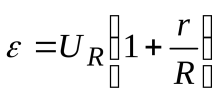 ε = U_R (1 + r/R)